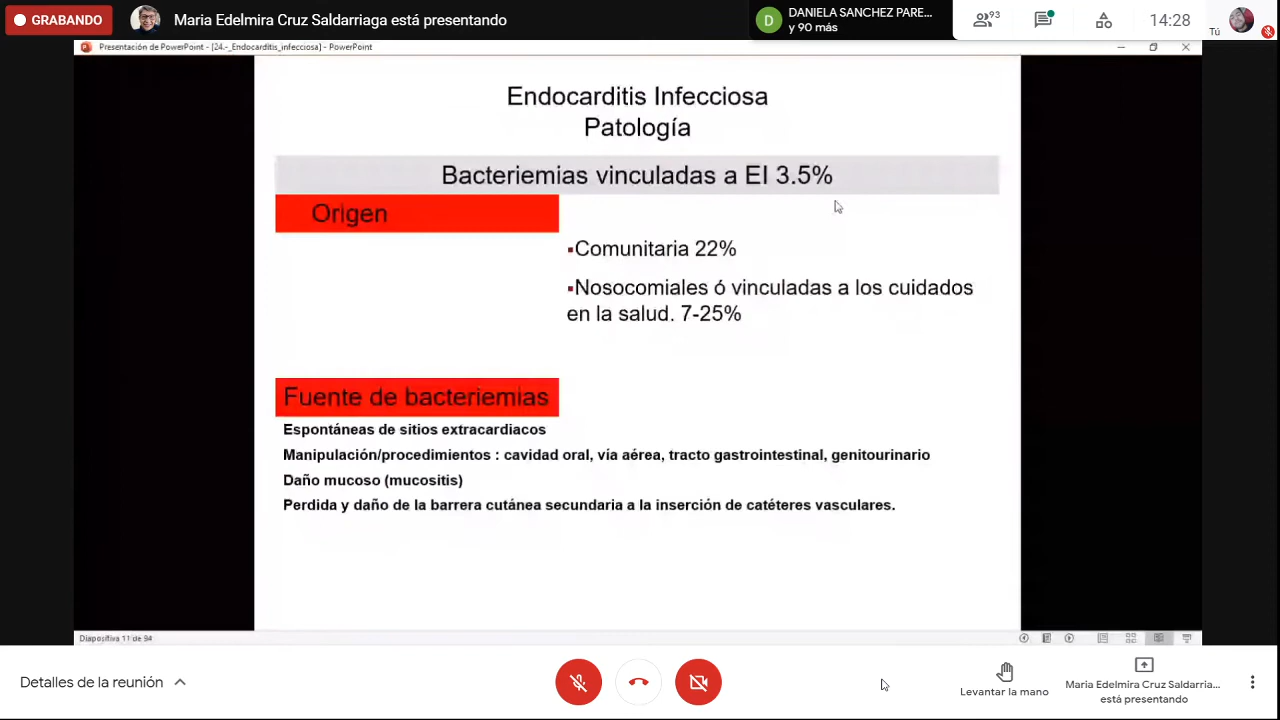 GRABANDO
Maria Edelmira Cruz Saldarriaga está presentando
D
DANIELA SANCHEZ PARE...
y 90 más
93
14:28
Tú
Presentación de PowerPoint - [24.-_Endocarditis_infecciosa] - PowerPoint
Endocarditis Infecciosa
Patología
Bacteriemias vinculadas a EI 3.5%
Origen
▪Comunitaria 22%
▪Nosocomiales ó vinculadas a los cuidados
en la salud. 7-25%
Fuente de bacteriemias
Espontáneas de sitios extracardiacos
Manipulación/procedimientos : cavidad oral, vía aérea, tracto gastrointestinal, genitourinario
Daño mucoso (mucositis)
Perdida y daño de la barrera cutánea secundaria a la inserción de catéteres vasculares.
Diapositiva 11 de 94
Detalles de la reunión
Levantar la mano
Maria Edelmira Cruz Saldarria...
está presentando